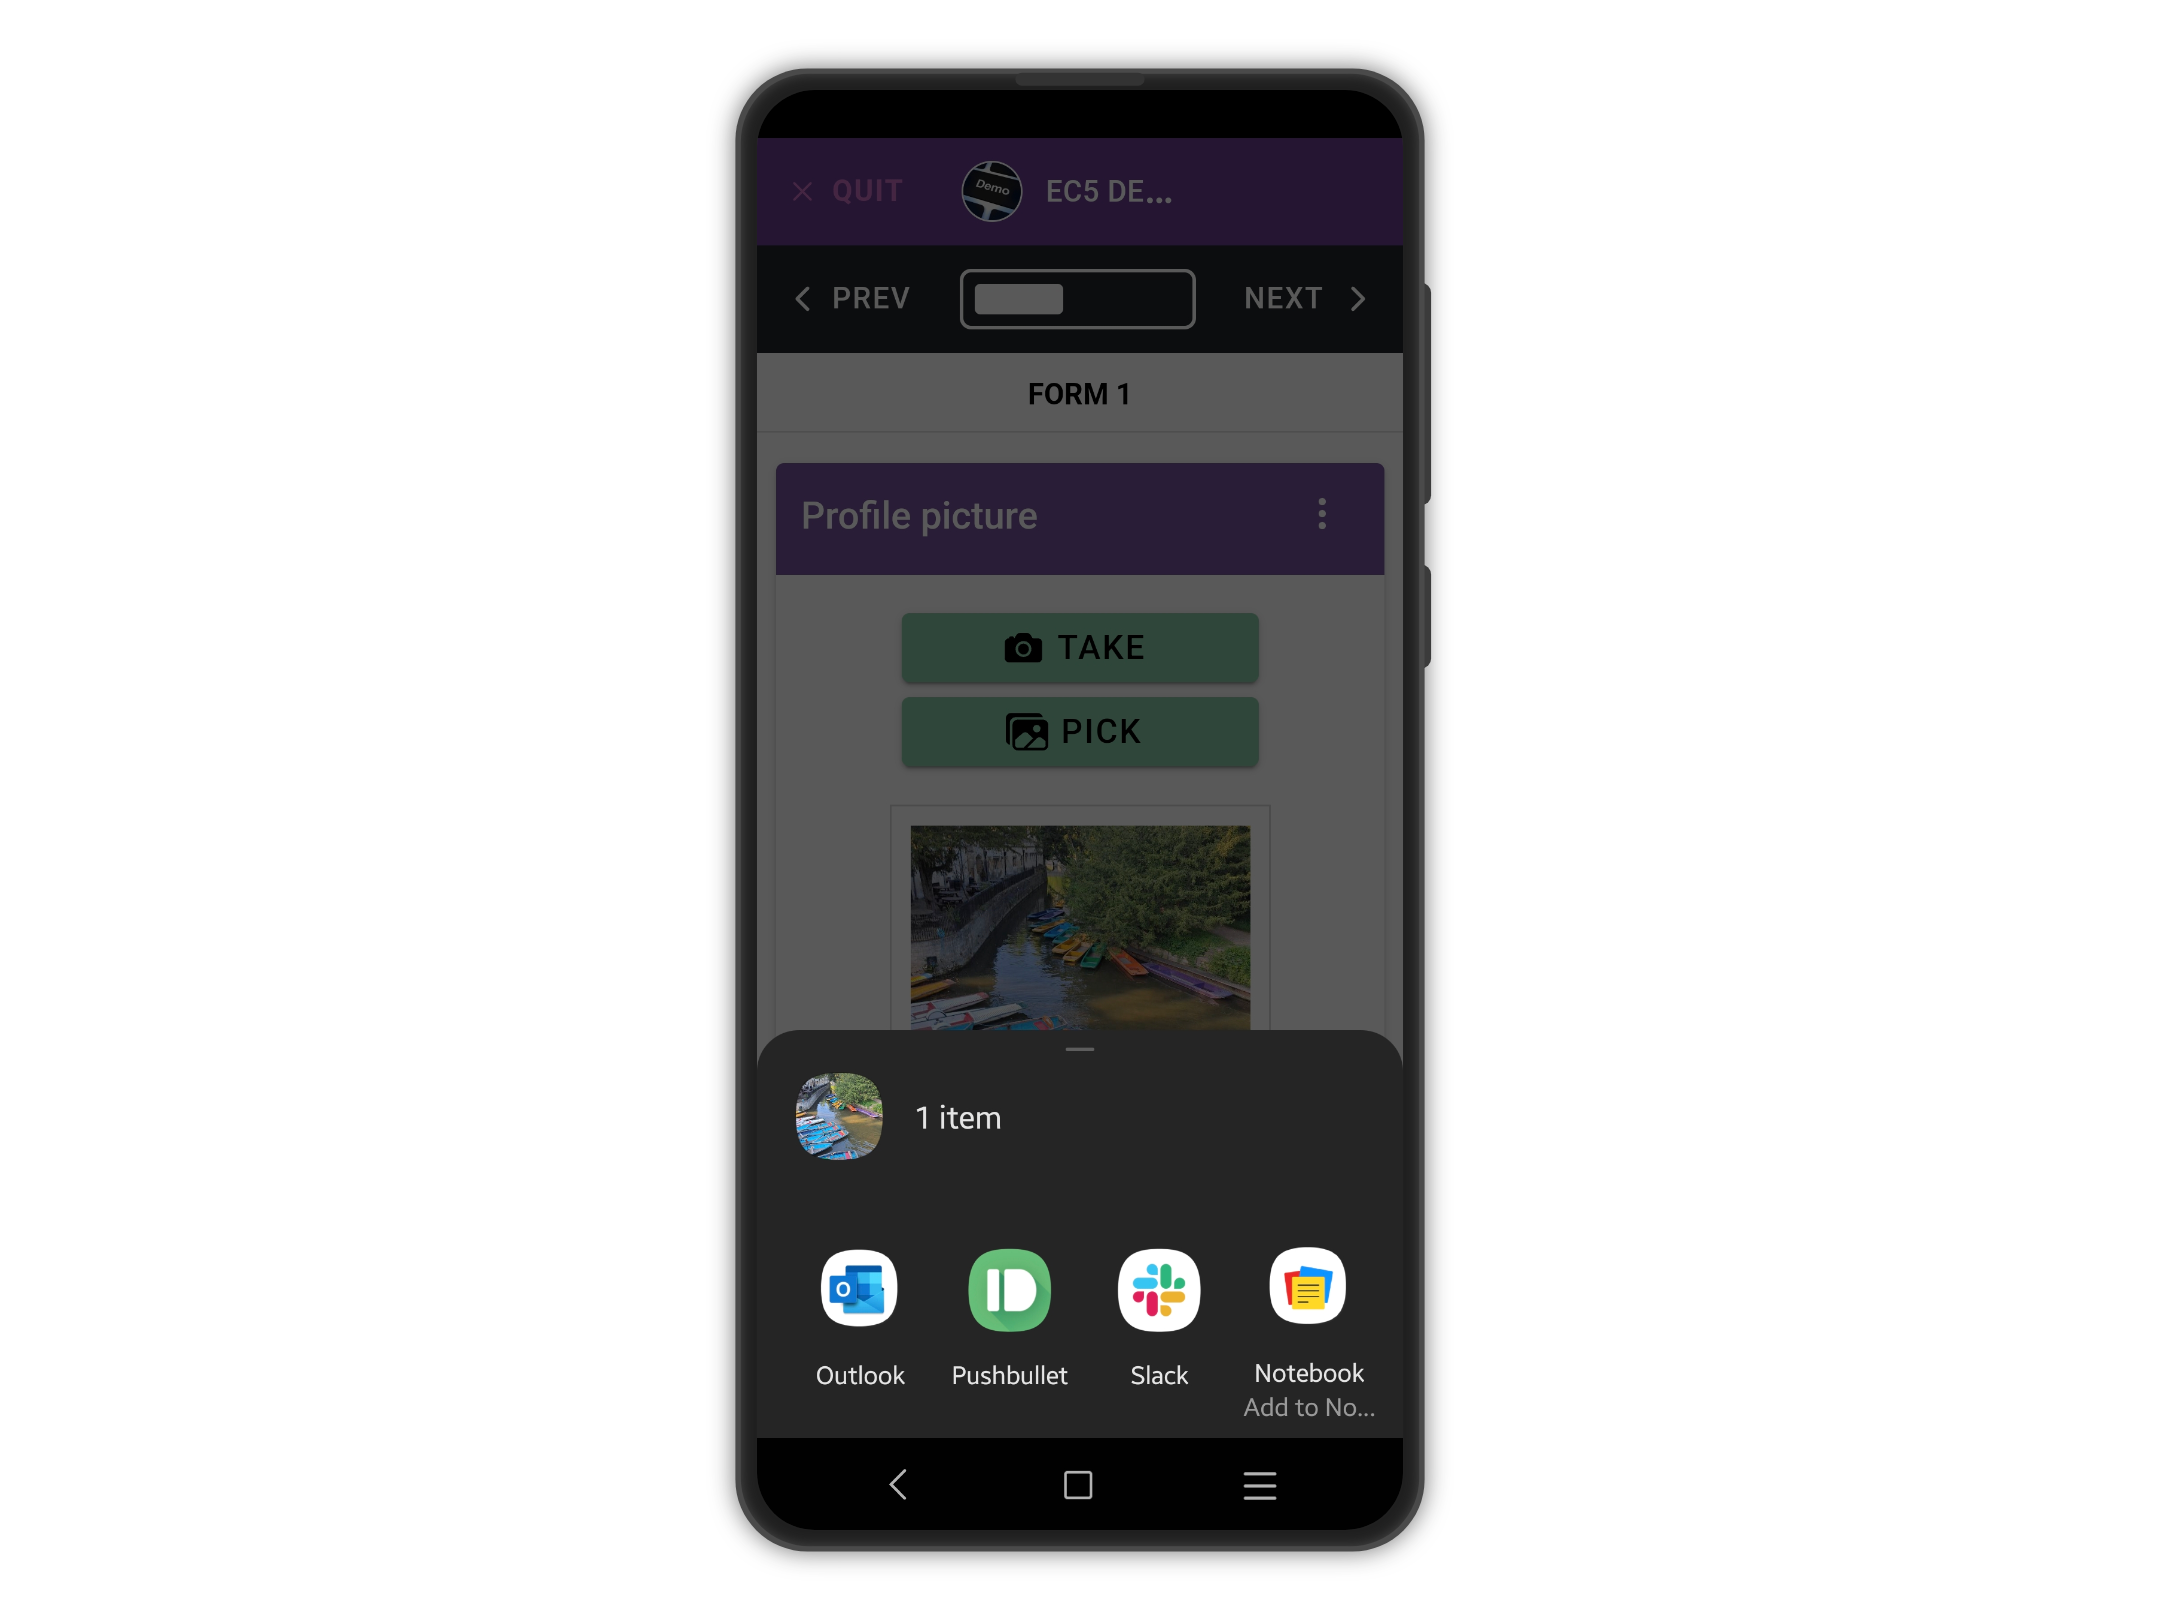 QUIT
Demo
EC5 DE...
PREV
NEXT
FORM 1
Profile picture
TAKE
PICK
1 item
Outlook
Pushbullet
Slack
Notebook
Add to No...